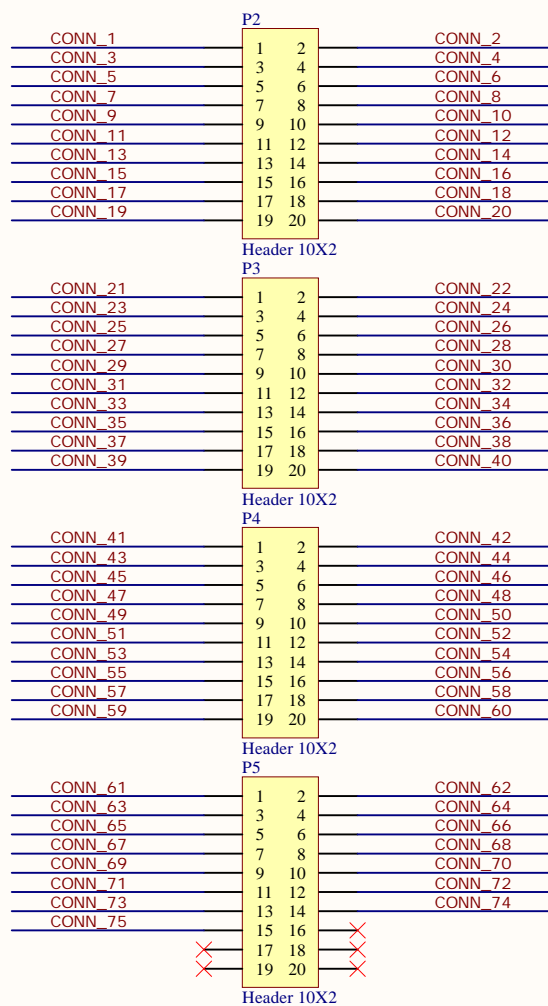 P2
CONN_1 1 2 CONN_2
CONN_3 3 4 CONN_4
CONN_5 5 6 CONN_6
CONN_7 7 8 CONN_8
CONN_9 9 10 CONN_10
CONN_11 11 12 CONN_12
CONN_13 13 14 CONN_14
CONN_15 15 16 CONN_16
CONN_17 17 18 CONN_18
CONN_19 19 20 CONN_20
Header 10X2
P3
CONN_21 1 2 CONN_22
CONN_23 3 4 CONN_24
CONN_25 5 6 CONN_26
CONN_27 7 8 CONN_28
CONN_29 9 10 CONN_30
CONN_31 11 12 CONN_32
CONN_33 13 14 CONN_34
CONN_35 15 16 CONN_36
CONN_37 17 18 CONN_38
CONN_39 19 20 CONN_40
Header 10X2
P4
CONN_41 1 2 CONN_42
CONN_43 3 4 CONN_44
CONN_45 5 6 CONN_46
CONN_47 7 8 CONN_48
CONN_49 9 10 CONN_50
CONN_51 11 12 CONN_52
CONN_53 13 14 CONN_54
CONN_55 15 16 CONN_56
CONN_57 17 18 CONN_58
CONN_59 19 20 CONN_60
Header 10X2
P5
CONN_61 1 2 CONN_62
CONN_63 3 4 CONN_64
CONN_65 5 6 CONN_66
CONN_67 7 8 CONN_68
CONN_69 9 10 CONN_70
CONN_71 11 12 CONN_72
CONN_73 13 14 CONN_74
CONN_75 15 16
17 18
19 20
Header 10X2